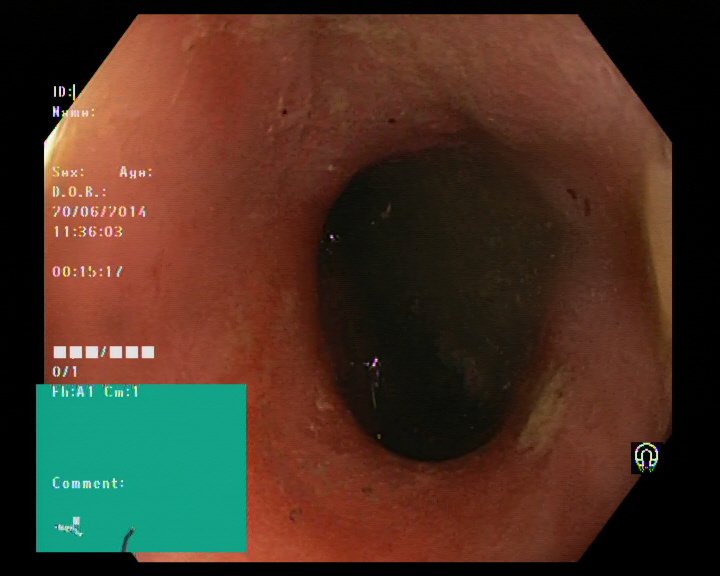 ID:
Name:
Sex: Age:
D.O.B.:
20/06/2014
11:36:03
00:15:17
■■■/■■■
0/1
Eh:A1 Cm:1
Comment: